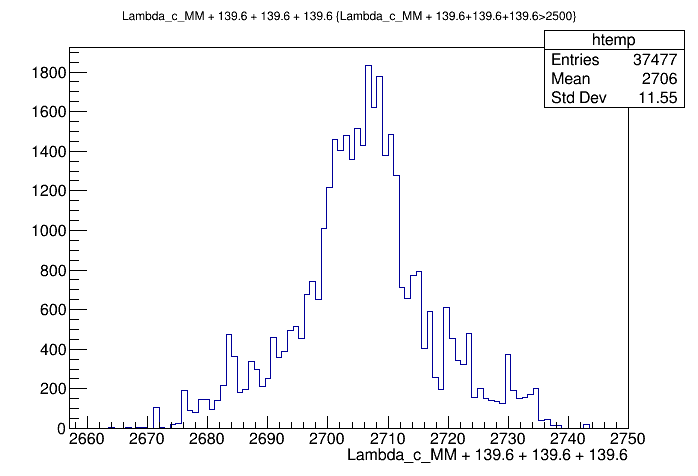 Lambda_c_MM + 139.6 + 139.6 + 139.6 {Lambda_c_MM + 139.6+139.6+139.6>2500}
htemp
Entries 37477
Mean 2706
Std Dev 11.55
1800
1600
1400
1200
1000
800
600
400
200
0
2660 2670 2680 2690 2700 2710 2720 2730 2740 2750
Lambda_c_MM + 139.6 + 139.6 + 139.6